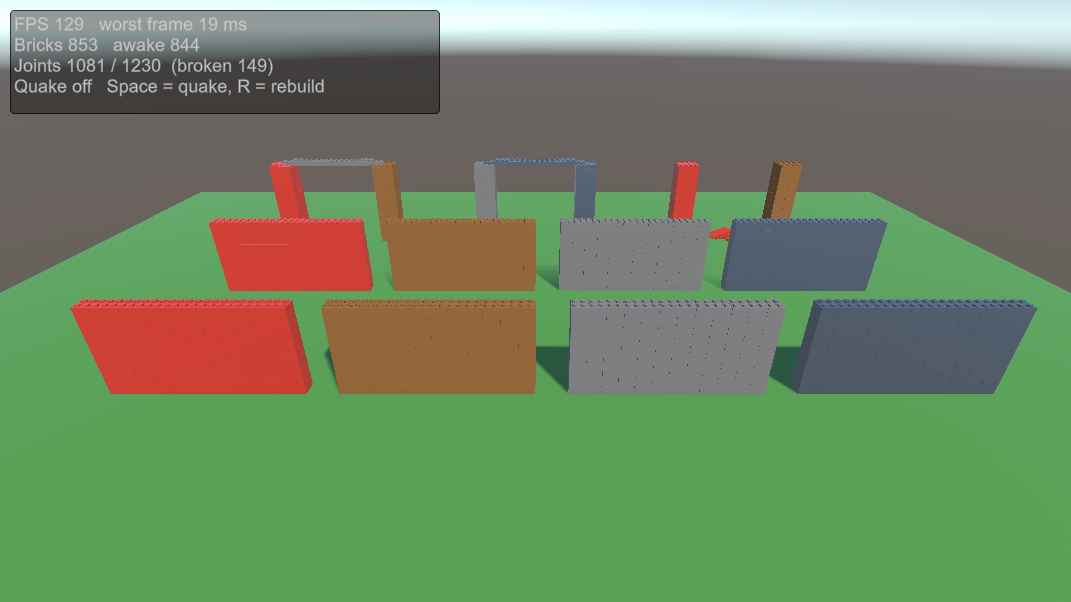 FPS 129   worst frame 19 ms
Bricks 853   awake 844
Joints 1081 / 1230  (broken 149)
Quake off   Space = quake, R = rebuild